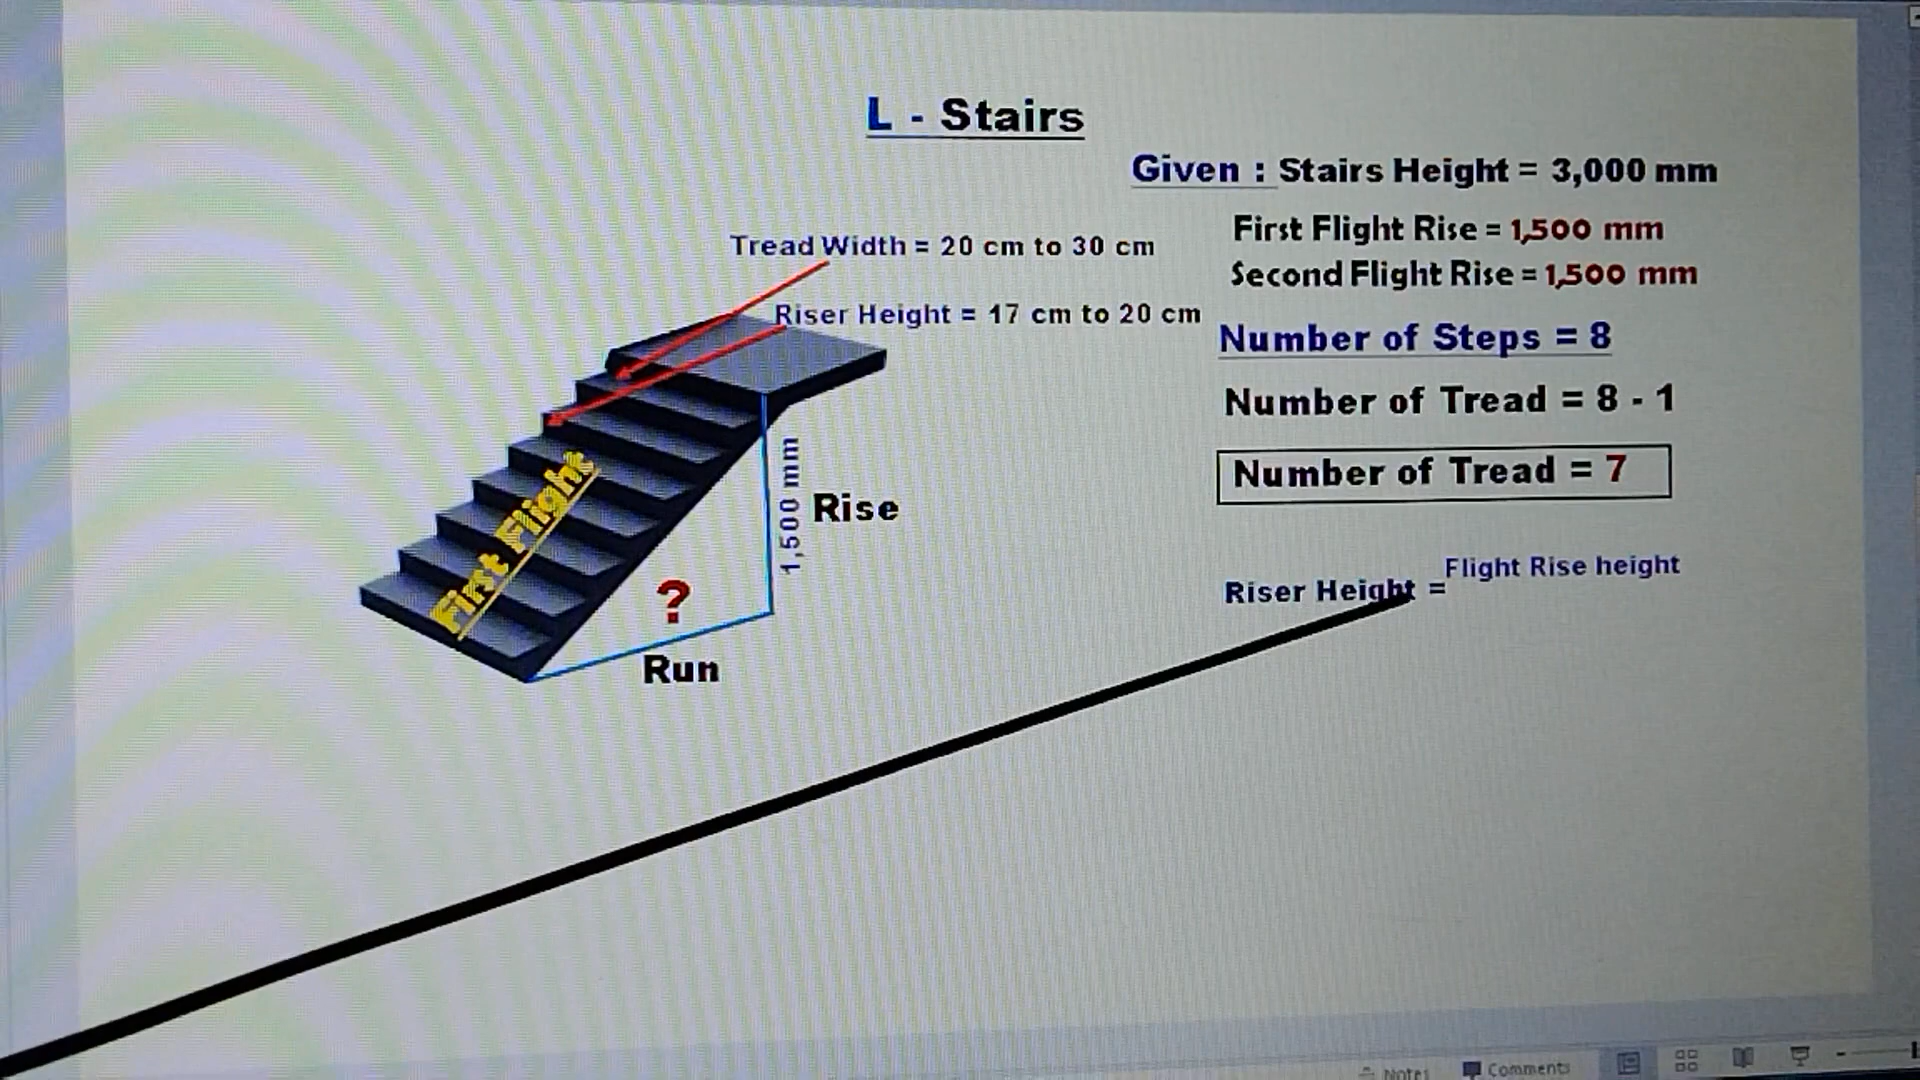 L - Stairs
Given : Stairs Height = 3,000 mm
First Flight Rise = 1,500 mm
Second Flight Rise = 1,500 mm
Tread Width = 20 cm to 30 cm
Riser Height = 17 cm to 20 cm
Number of Steps = 8
Number of Tread = 8 - 1
Number of Tread = 7
First Flight
1,500 mm
Rise
?
Run
Flight Rise height
Riser Height =
Notes
Comments